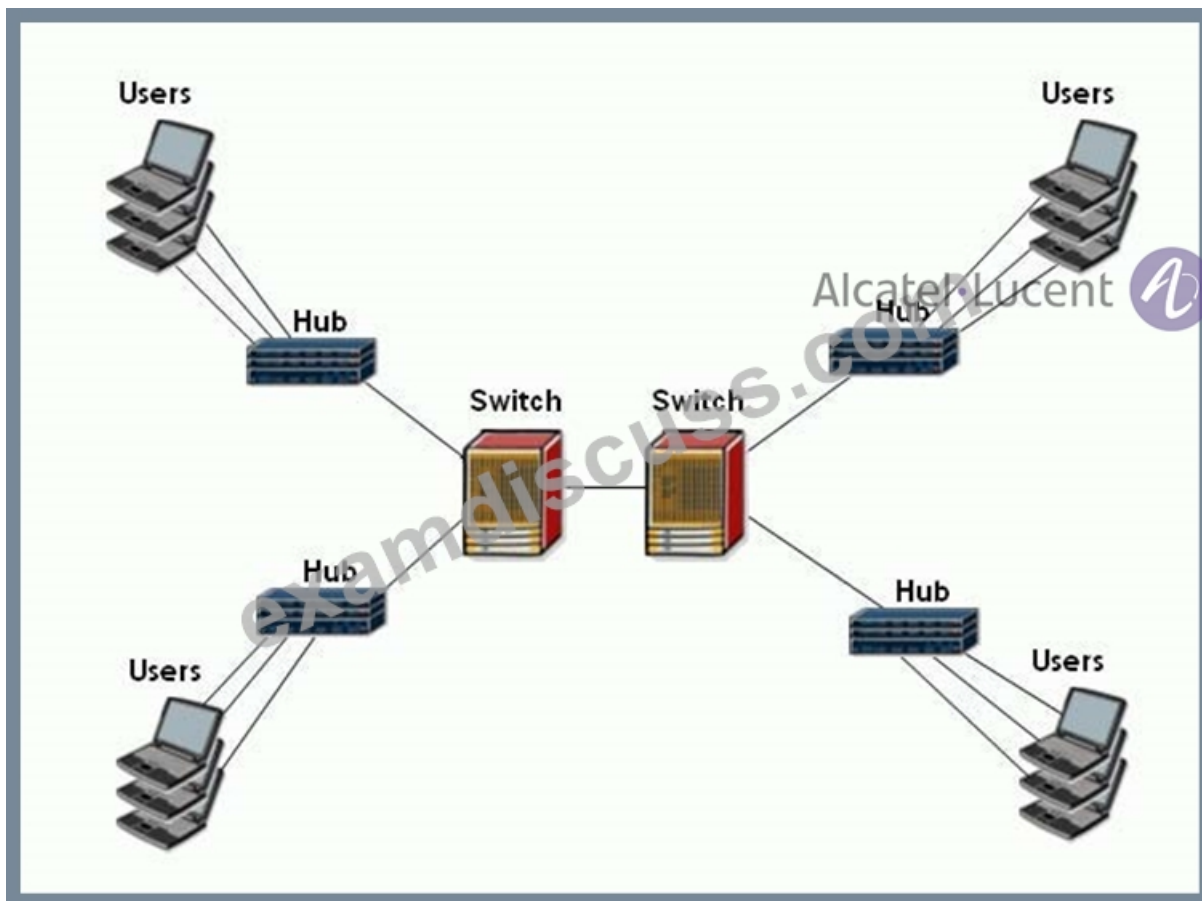 Users
Users
Alcatel·Lucent
Hub
Hub
Switch
Switch
examdiscuss.com
Hub
Hub
Users
Users